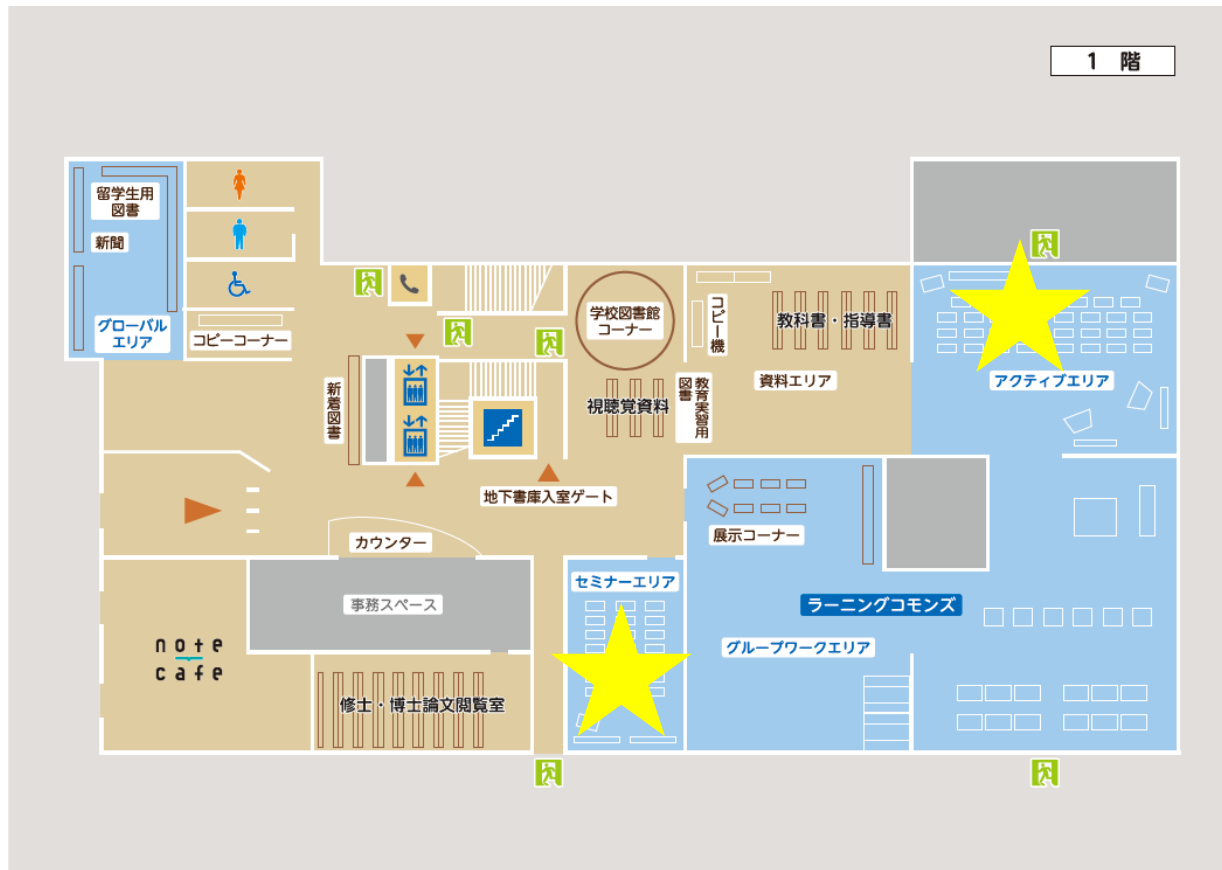 1 階
留学生用
図書
新聞
グローバル
エリア
コピーコーナー
学校図書館
コーナー
コピー機
教科書・指導書
資料エリア
アクティブエリア
新着図書
視聴覚資料
教育実習用
図書
地下書庫入室ゲート
カウンター
展示コーナー
事務スペース
セミナーエリア
ラーニングコモンズ
グループワークエリア
note
cafe
修士・博士論文閲覧室